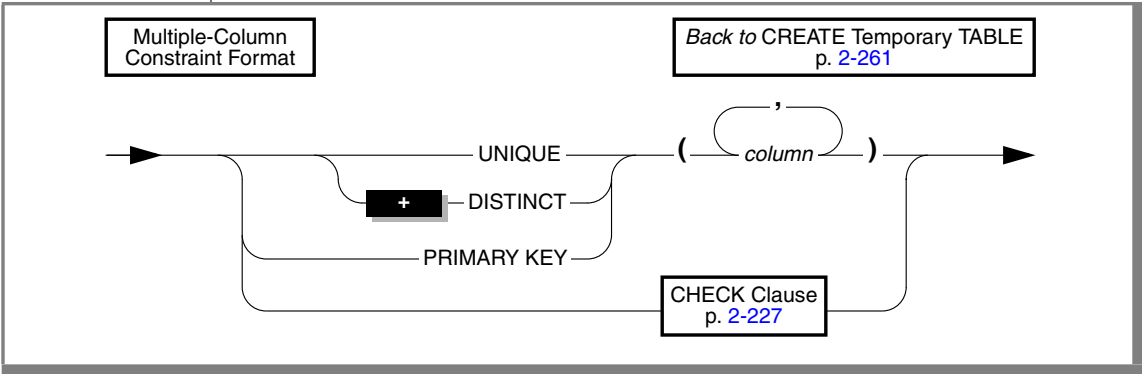 Multiple-Column
Constraint Format
Back to CREATE Temporary TABLE
p. 2-261
,
UNIQUE
( column )
+ DISTINCT
PRIMARY KEY
CHECK Clause
p. 2-227